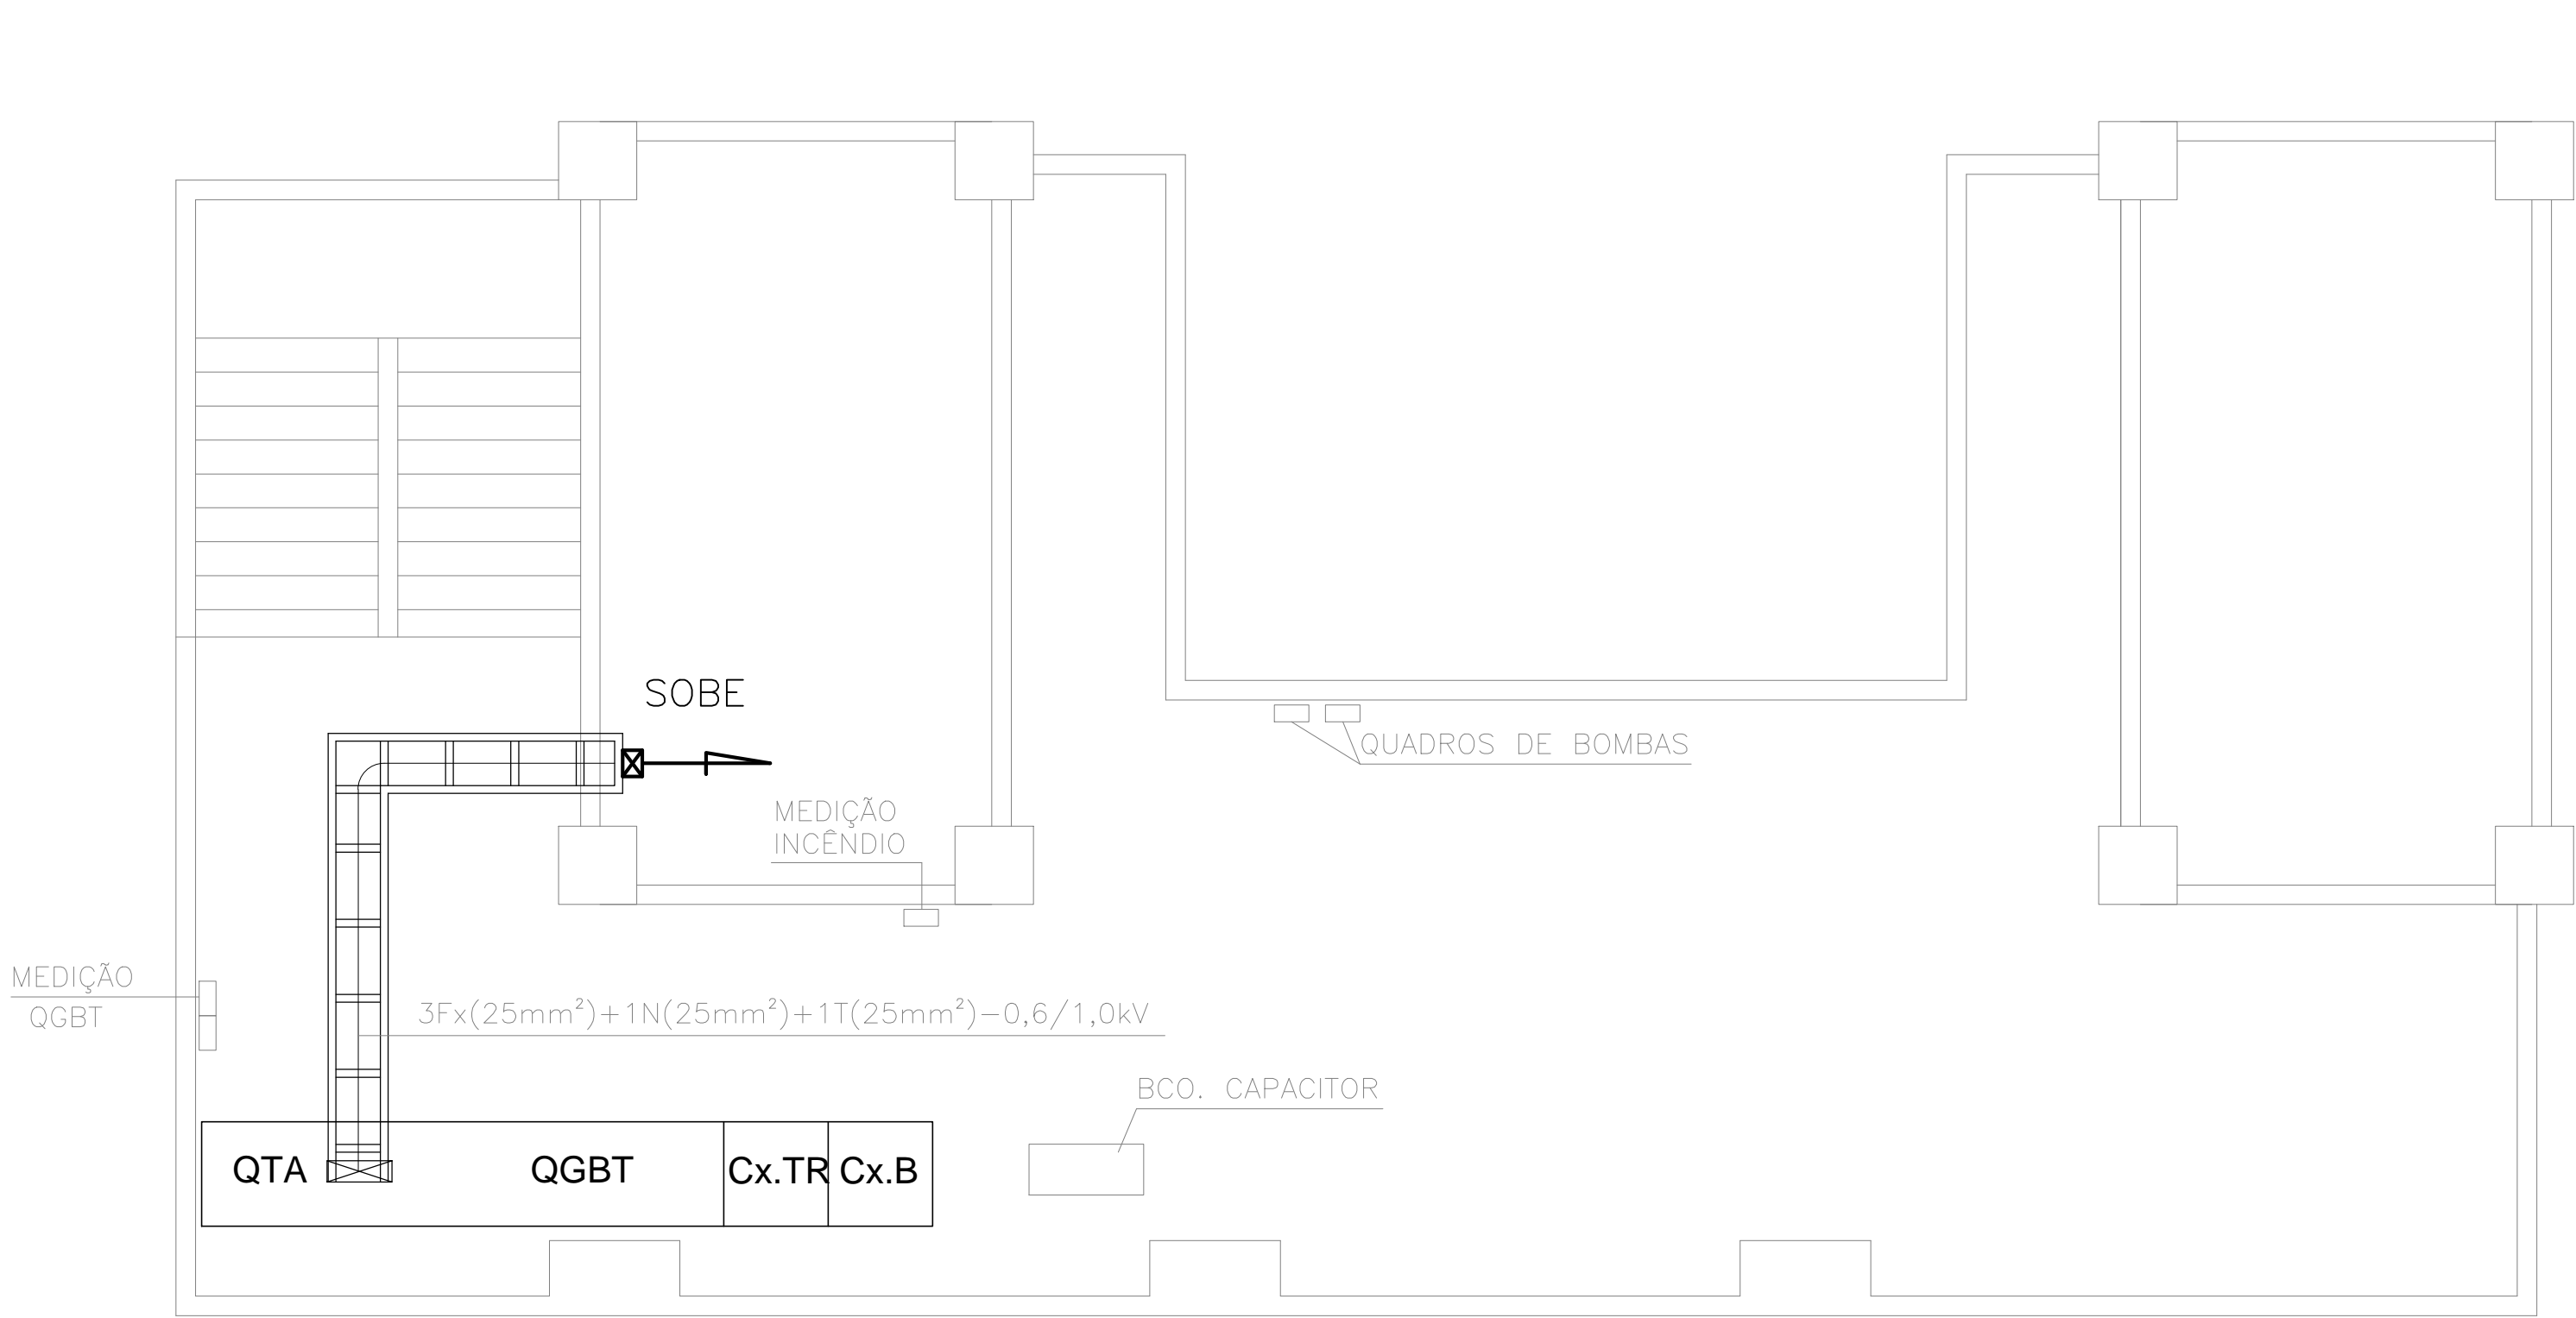 SOBE
QUADROS DE BOMBAS
MEDIÇÃO
INCÊNDIO
MEDIÇÃO
QGBT
3Fx(25mm²)+1N(25mm²)+1T(25mm²)-0,6/1,0kV
BCO. CAPACITOR
QTA
QGBT
Cx.TR
Cx.B